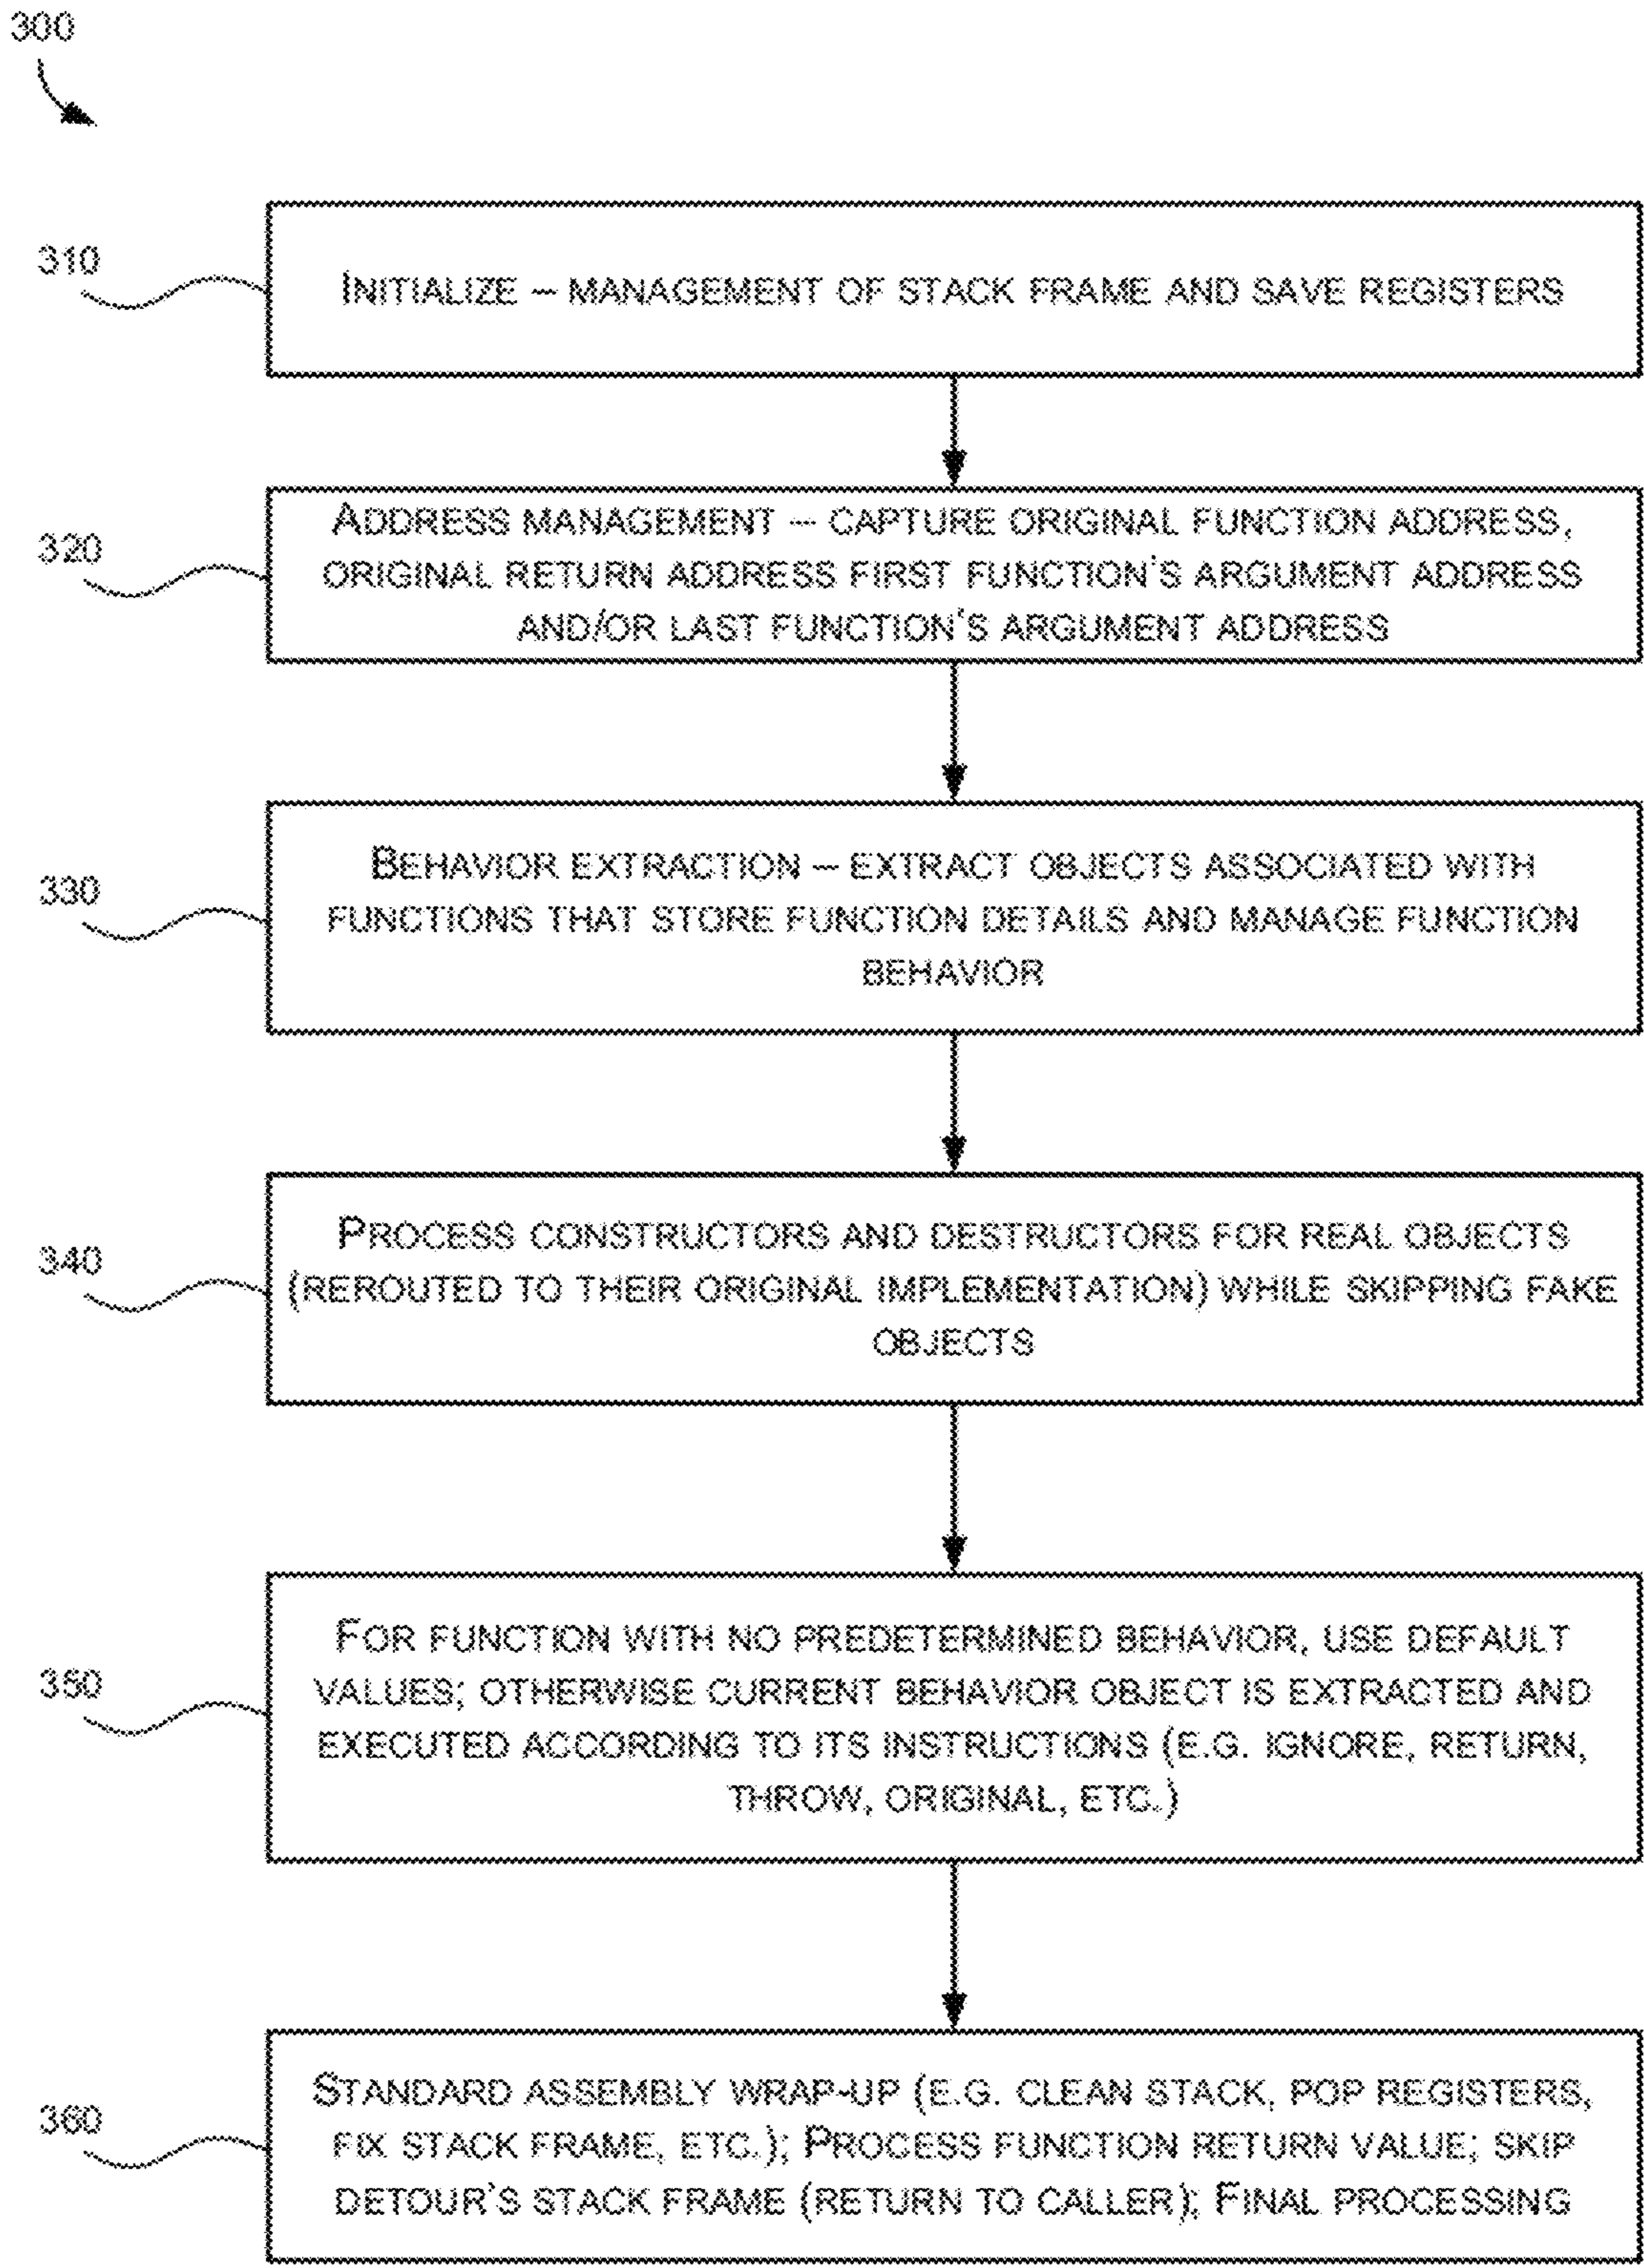 300
310
INITIALIZE – MANAGEMENT OF STACK FRAME AND SAVE REGISTERS
320
ADDRESS MANAGEMENT – CAPTURE ORIGINAL FUNCTION ADDRESS,
ORIGINAL RETURN ADDRESS FIRST FUNCTION'S ARGUMENT ADDRESS
AND/OR LAST FUNCTION'S ARGUMENT ADDRESS
330
BEHAVIOR EXTRACTION – EXTRACT OBJECTS ASSOCIATED WITH
FUNCTIONS THAT STORE FUNCTION DETAILS AND MANAGE FUNCTION
BEHAVIOR
340
PROCESS CONSTRUCTORS AND DESTRUCTORS FOR REAL OBJECTS
(REROUTED TO THEIR ORIGINAL IMPLEMENTATION) WHILE SKIPPING FAKE
OBJECTS
350
FOR FUNCTION WITH NO PREDETERMINED BEHAVIOR, USE DEFAULT
VALUES; OTHERWISE CURRENT BEHAVIOR OBJECT IS EXTRACTED AND
EXECUTED ACCORDING TO ITS INSTRUCTIONS (E.G. IGNORE, RETURN,
THROW, ORIGINAL, ETC.)
360
STANDARD ASSEMBLY WRAP-UP (E.G. CLEAN STACK, POP REGISTERS,
FIX STACK FRAME, ETC.); PROCESS FUNCTION RETURN VALUE; SKIP
DETOUR'S STACK FRAME (RETURN TO CALLER); FINAL PROCESSING